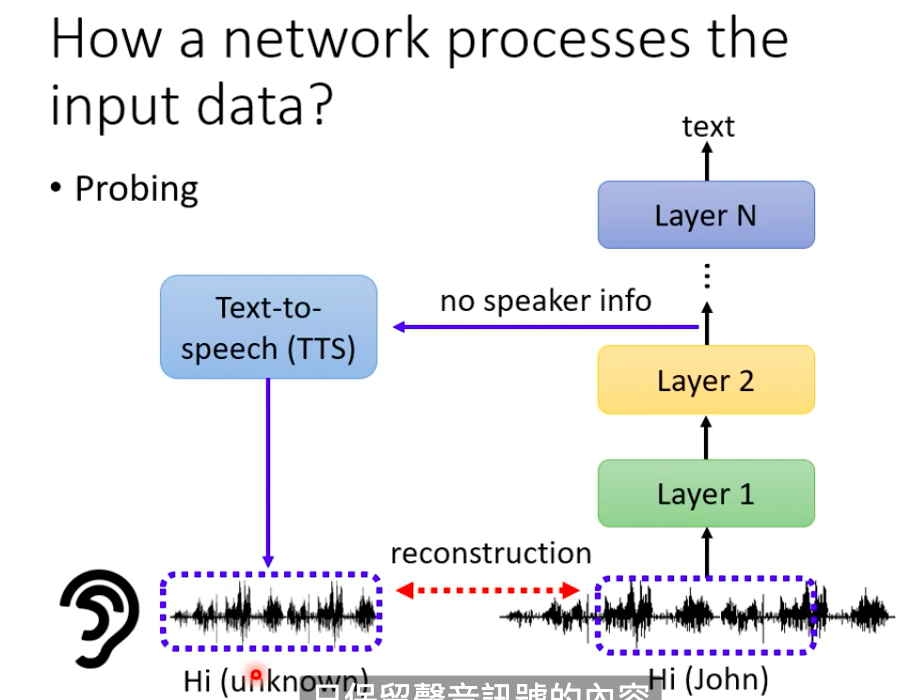 How a network processes the
input data?
• Probing
text
Layer N
no speaker info
Text-to-
speech (TTS)
Layer 2
Layer 1
reconstruction
Hi (unknown)
Hi (John)
只保留聲音訊號的內容